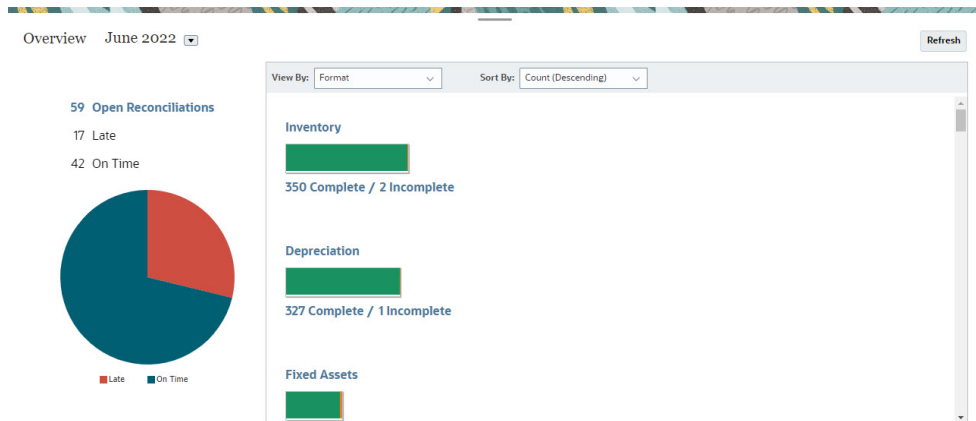 Overview June 2022
Refresh
View By: Format
Sort By: Count (Descending)
59 Open Reconciliations
17 Late
42 On Time
Late
On Time
Inventory
350 Complete / 2 Incomplete
Depreciation
327 Complete / 1 Incomplete
Fixed Assets